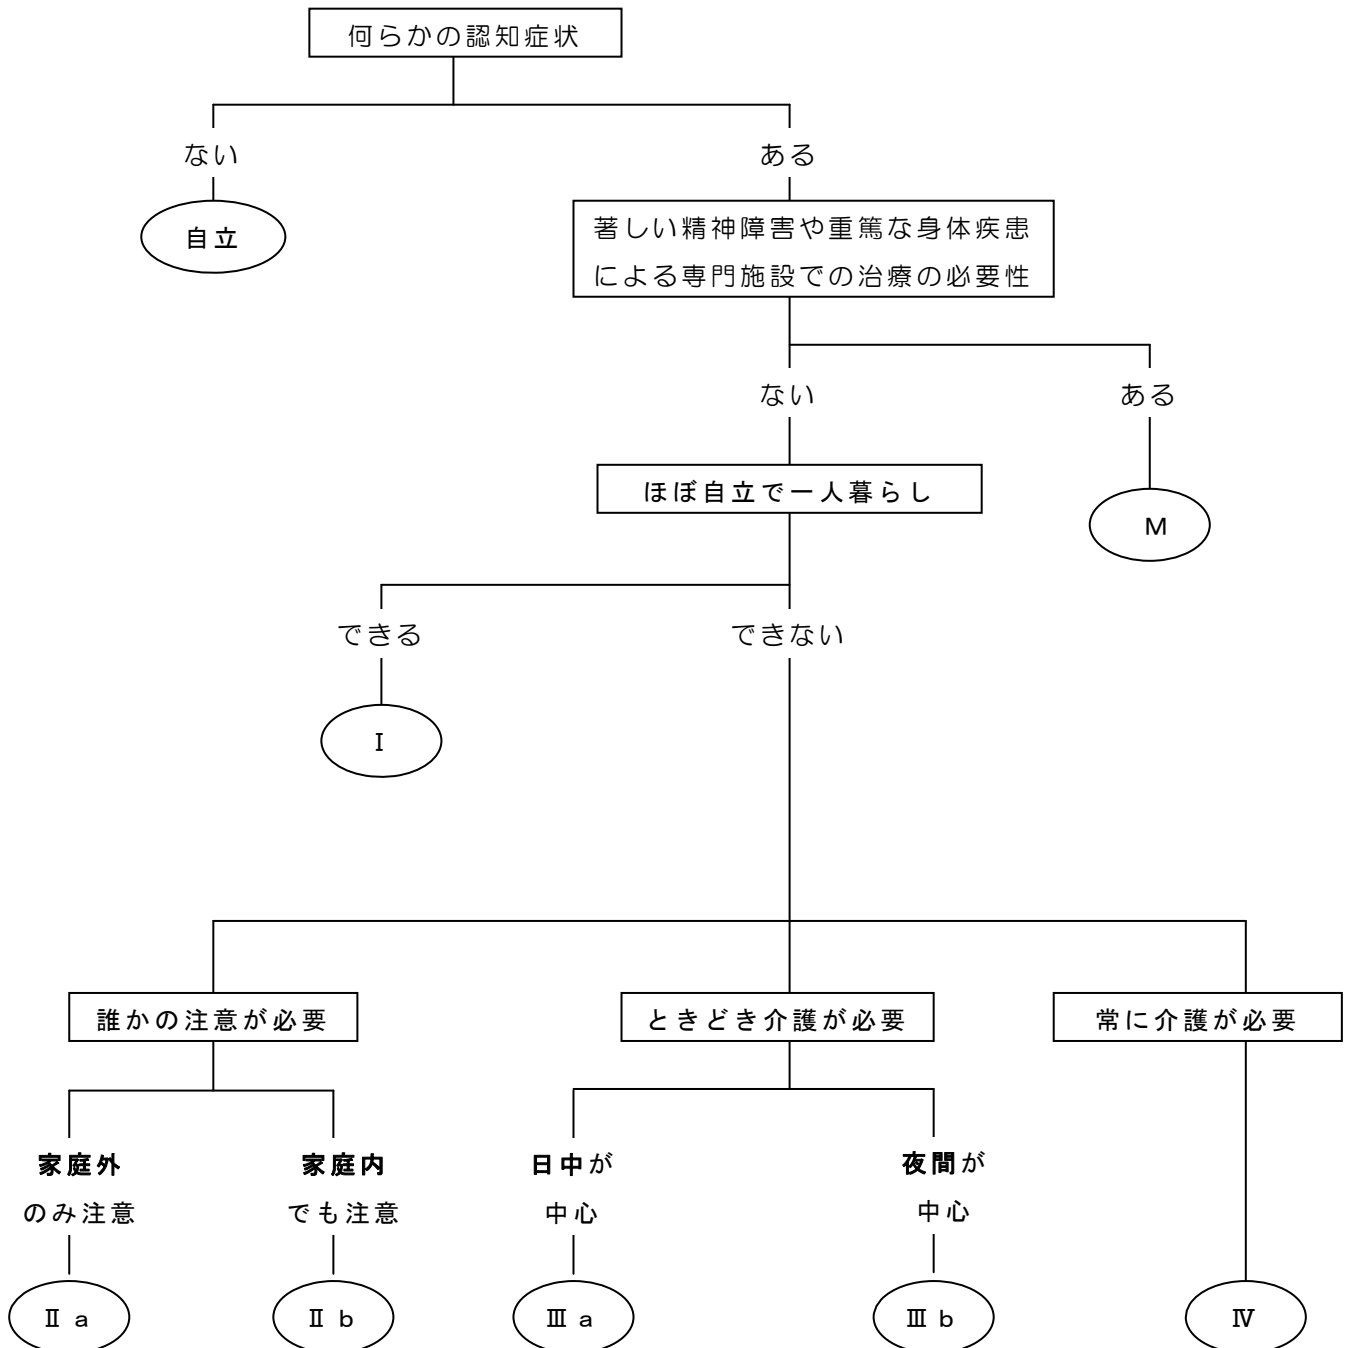 何らかの認知症状
ない
ある
自立
著しい精神障害や重篤な身体疾患
による専門施設での治療の必要性
ない
ある
ほぼ自立で一人暮らし
M
できる
できない
Ⅰ
誰かの注意が必要
ときどき介護が必要
常に介護が必要
家庭外
のみ注意
家庭内
でも注意
日中が
中心
夜間が
中心
Ⅱ a
Ⅱ b
Ⅲ a
Ⅲ b
Ⅳ